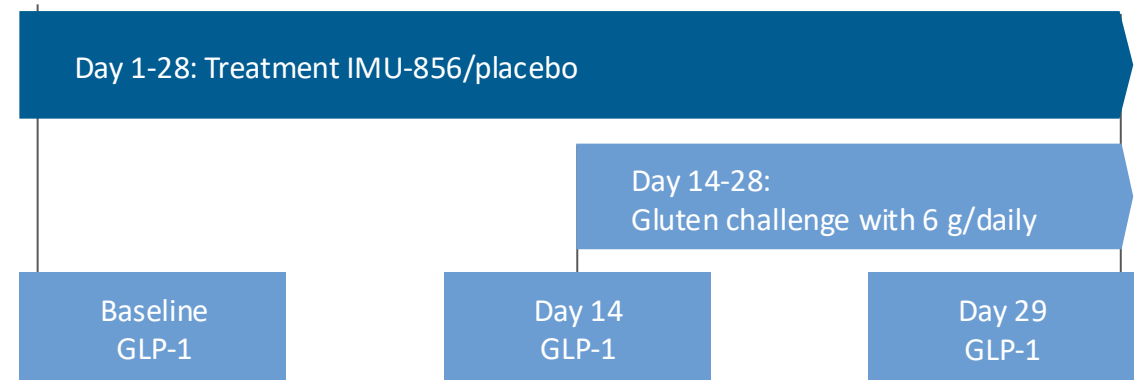 Day 1-28: Treatment IMU-856/placebo
Day 14-28:
Gluten challenge with 6 g/daily
Baseline
GLP-1
Day 14
GLP-1
Day 29
GLP-1